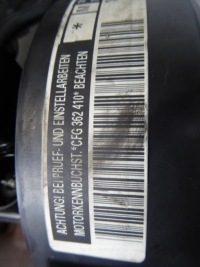 ACHTUNG! BEI PRUEF- UND EINSTELLARBEITEN
MOTORKENNBUCHST. *CFG 362 410* BEACHTEN
*